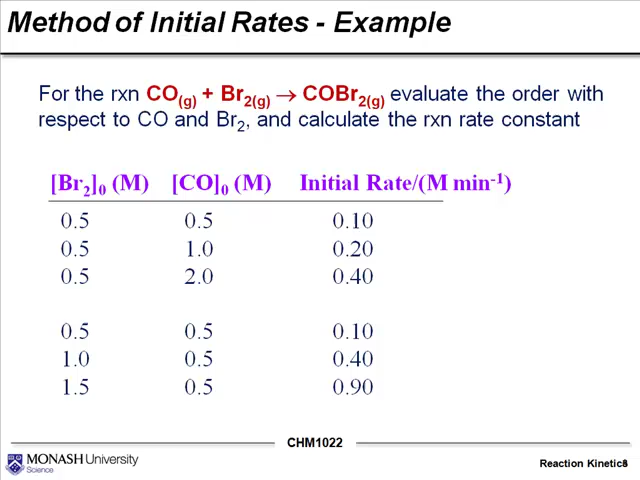 Method of Initial Rates - Example
For the rxn CO(g) + Br2(g) → COBr2(g) evaluate the order with
respect to CO and Br2, and calculate the rxn rate constant
[Br2]0 (M) [CO]0 (M) Initial Rate/(M min-1)
0.5 0.5 0.10
0.5 1.0 0.20
0.5 2.0 0.40
0.5 0.5 0.10
1.0 0.5 0.40
1.5 0.5 0.90
CHM1022
MONASH University
Science
Reaction Kinetics 8